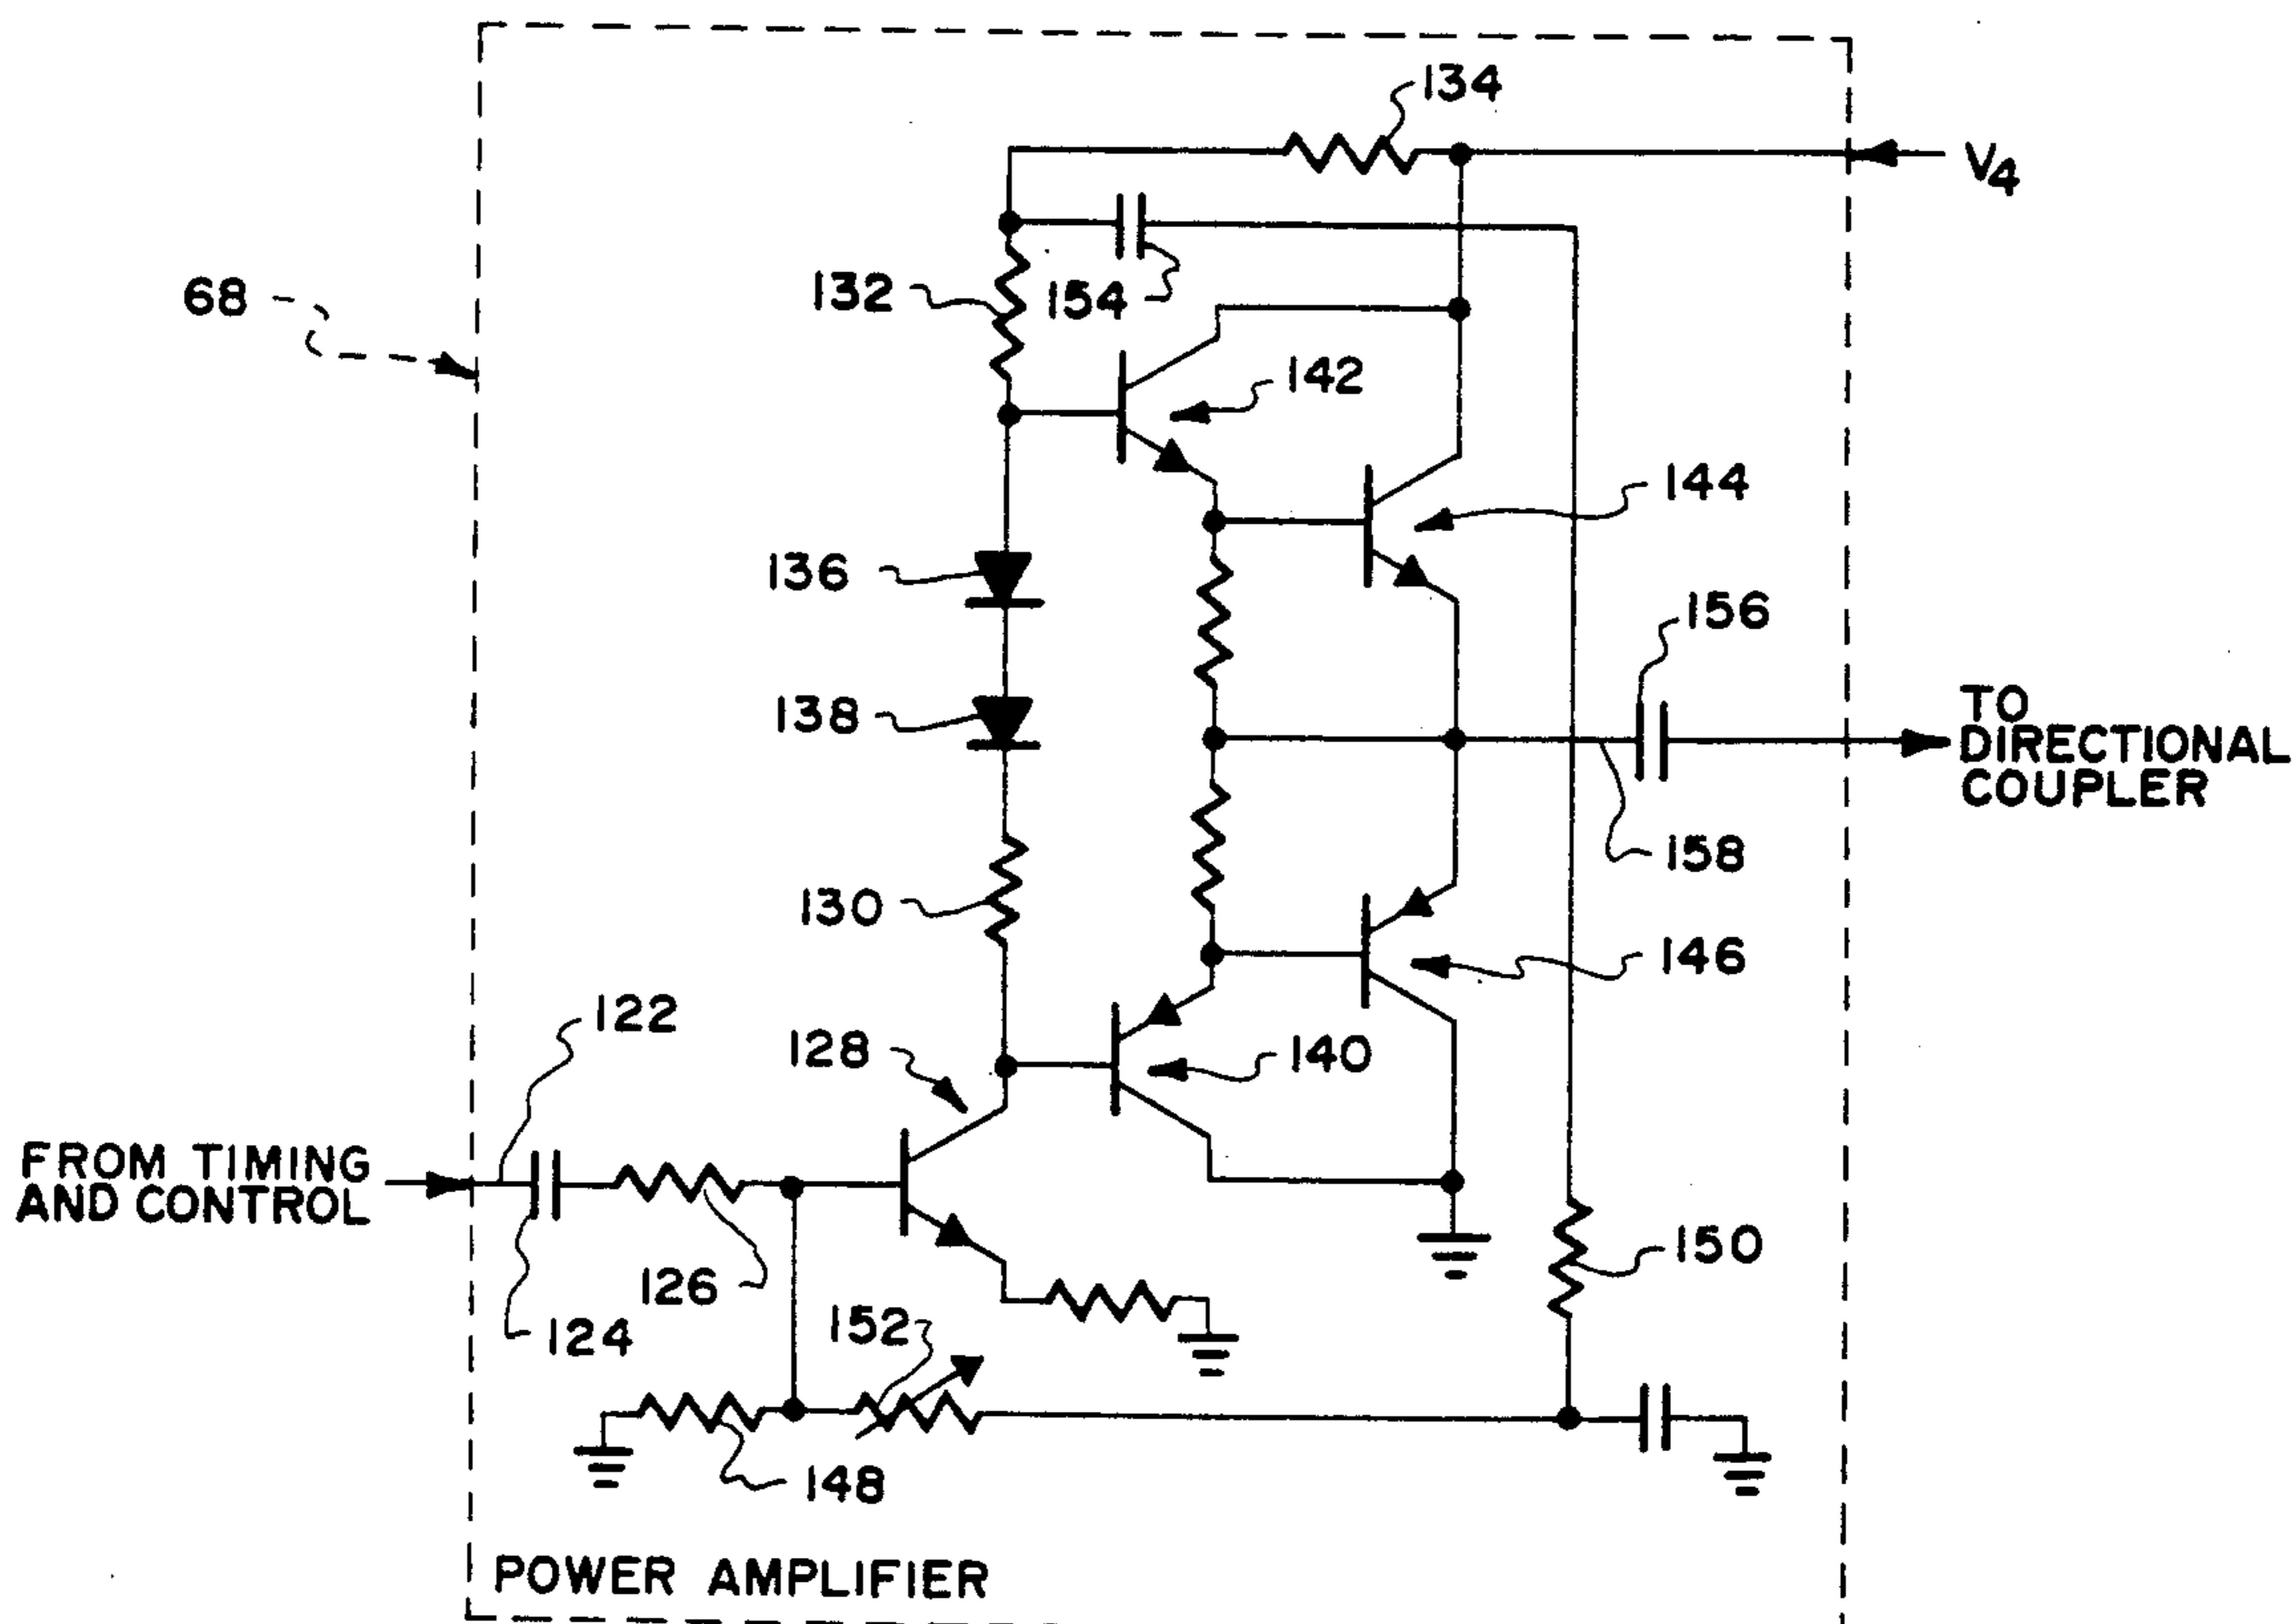 134
V4
68
132
154
142
144
136
156
138
TO
DIRECTIONAL
COUPLER
158
130
146
122
128
140
FROM TIMING
AND CONTROL
150
126
152
124
148
POWER AMPLIFIER